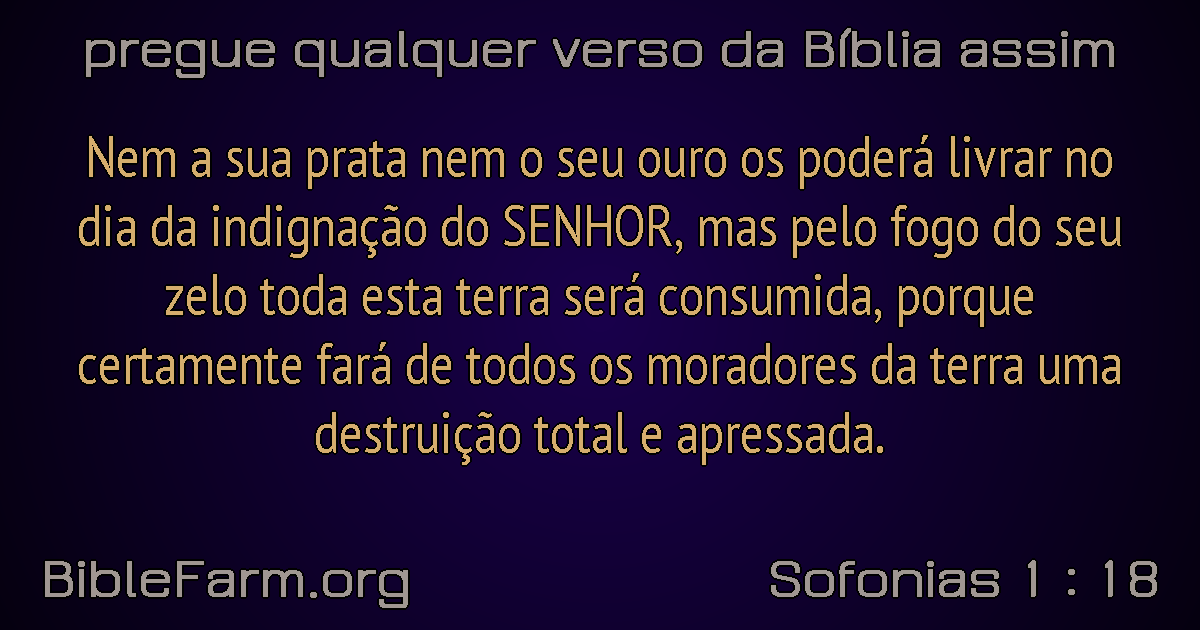 pregue qualquer verso da Bíblia assim
Nem a sua prata nem o seu ouro os poderá livrar no
dia da indignação do SENHOR, mas pelo fogo do seu
zelo toda esta terra será consumida, porque
certamente fará de todos os moradores da terra uma
destruição total e apressada.
BibleFarm.org
Sofonias 1 : 18